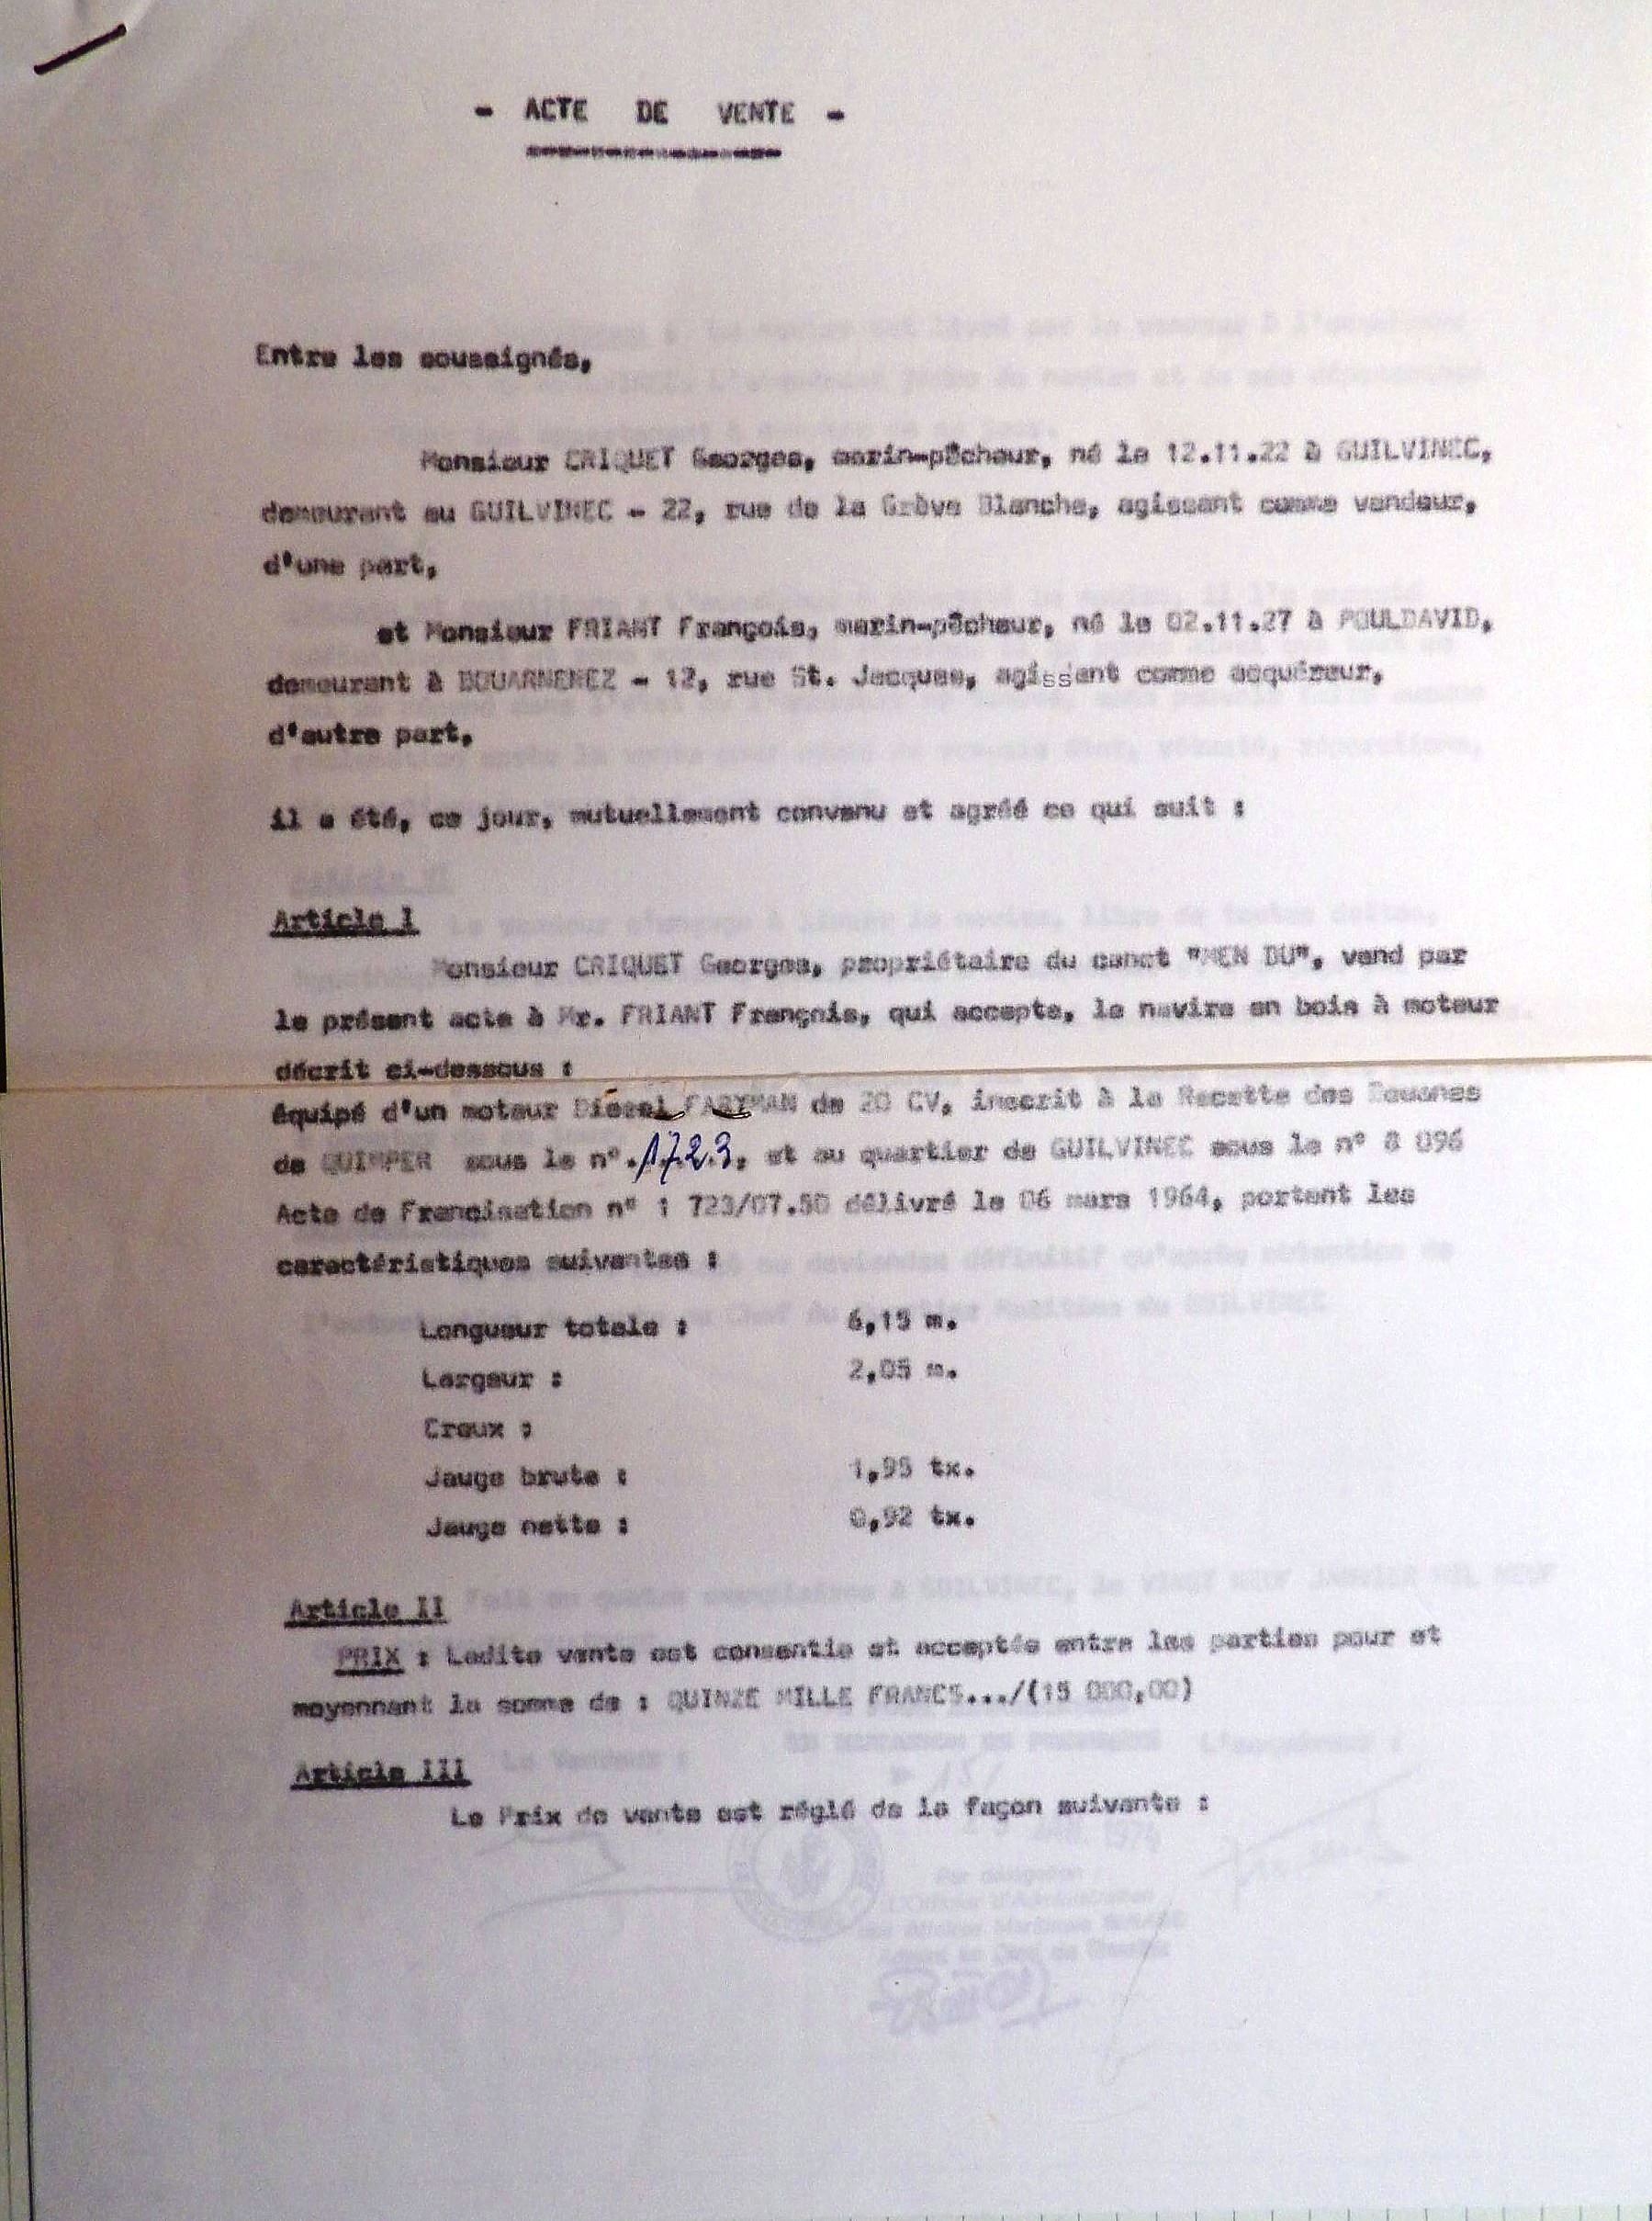 - ACTE DE VENTE -
Entre les soussignés,
Monsieur CRIQUET Georges, marin-pêcheur, né le 12.11.22 à GUILVINEC,
demeurant au GUILVINEC - 22, rue de la Grève Blanche, agissant comme vendeur,
d'une part,
et Monsieur FRIANT François, marin-pêcheur, né le 02.11.27 à POULDAVID,
demeurant à DOUARNENEZ - 12, rue St. Jacques, agissant comme acquéreur,
d'autre part,
il a été, ce jour, mutuellement convenu et agréé ce qui suit :
Article I
Monsieur CRIQUET Georges, propriétaire du canot "MEN DU", vend par
le présent acte à Mr. FRIANT François, qui accepte, le navire en bois à moteur
décrit ci-dessous :
équipé d'un moteur Diésel FARYMAN de 20 CV, inscrit à la Recette des Douanes
de QUIMPER sous le n° 1723, et au quartier de GUILVINEC sous le n° 8 096
Acte de Francisation n° : 723/07.50 délivré le 06 mars 1964, portant les
caractéristiques suivantes :
Longueur totale : 6,15 m.
Largeur : 2,05 m.
Creux :
Jauge brute : 1,95 tx.
Jauge nette : 0,92 tx.
Article II
PRIX : Ladite vente est consentie et acceptée entre les parties pour et
moyennant la somme de : QUINZE MILLE FRANCS.../(15 000,00)
Article III
Le Prix de vente est réglé de la façon suivante :